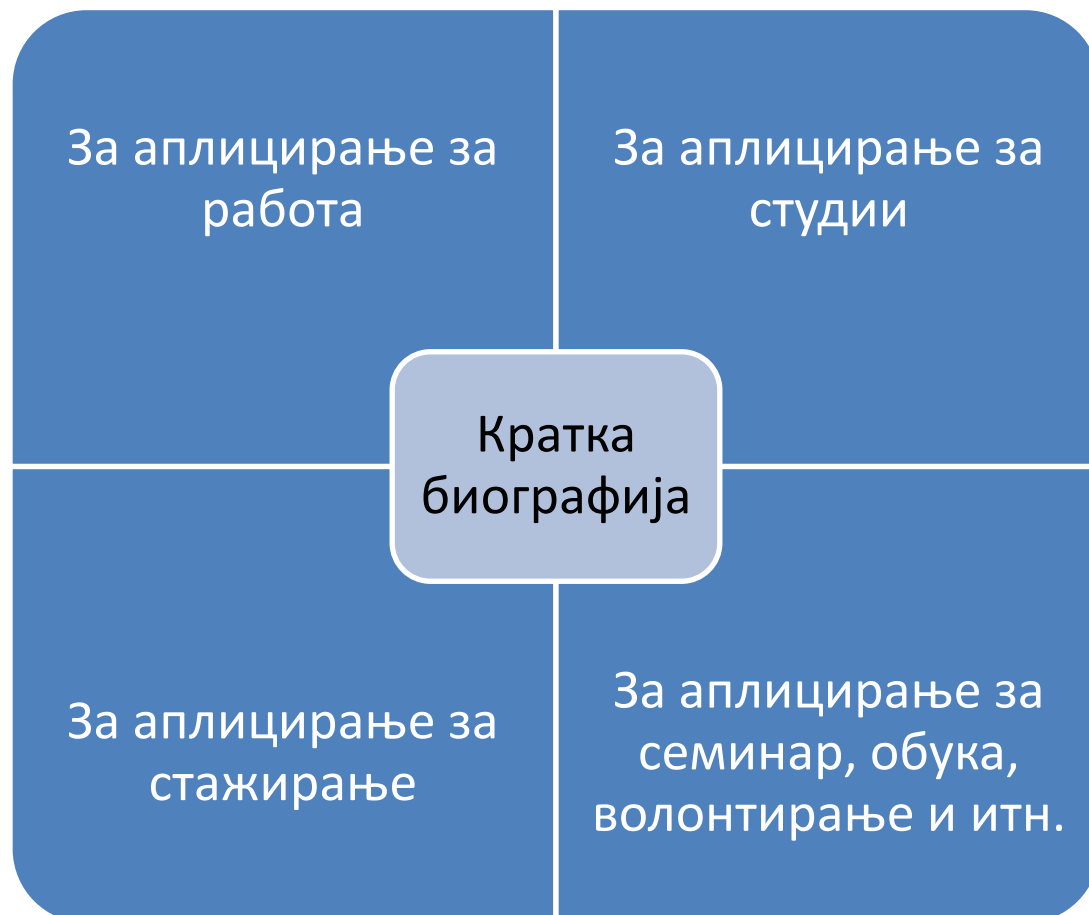 За аплицирање за
работа
За аплицирање за
студии
Кратка
биографија
За аплицирање за
стажирање
За аплицирање за
семинар, обука,
волонтирање и итн.